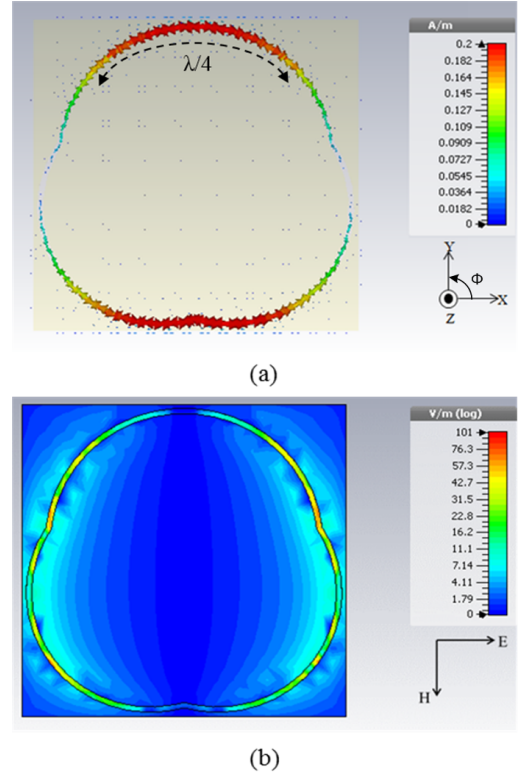 A/m
λ/4
0.2
0.182
0.164
0.145
0.127
0.109
0.0909
0.0727
0.0545
0.0364
0.0182
0
Y
Φ
X
Z
(a)
V/m (log)
101
76.3
57.3
42.7
31.5
22.8
16.2
11.1
7.14
4.11
1.79
0
E
H
(b)